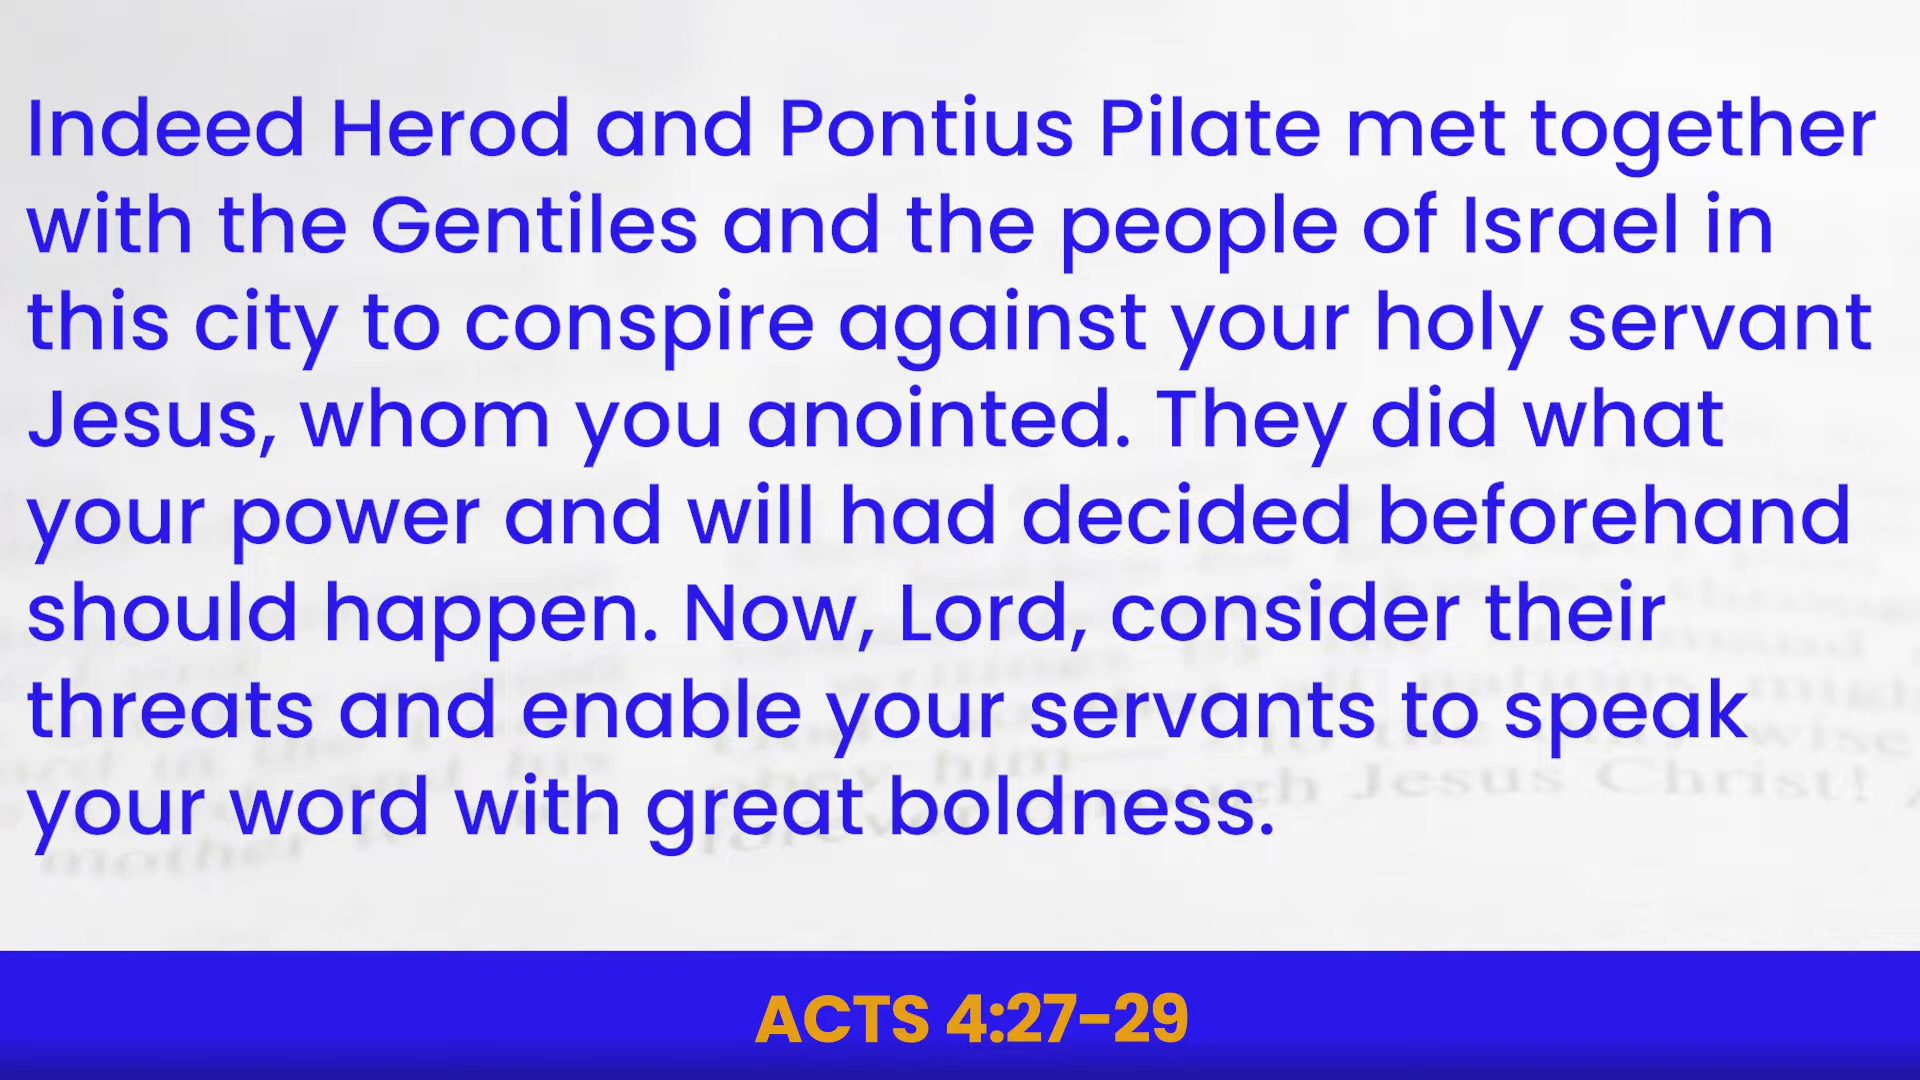 Indeed Herod and Pontius Pilate met together
with the Gentiles and the people of Israel in
this city to conspire against your holy servant
Jesus, whom you anointed. They did what
your power and will had decided beforehand
should happen. Now, Lord, consider their
threats and enable your servants to speak
your word with great boldness.
ACTS 4:27-29